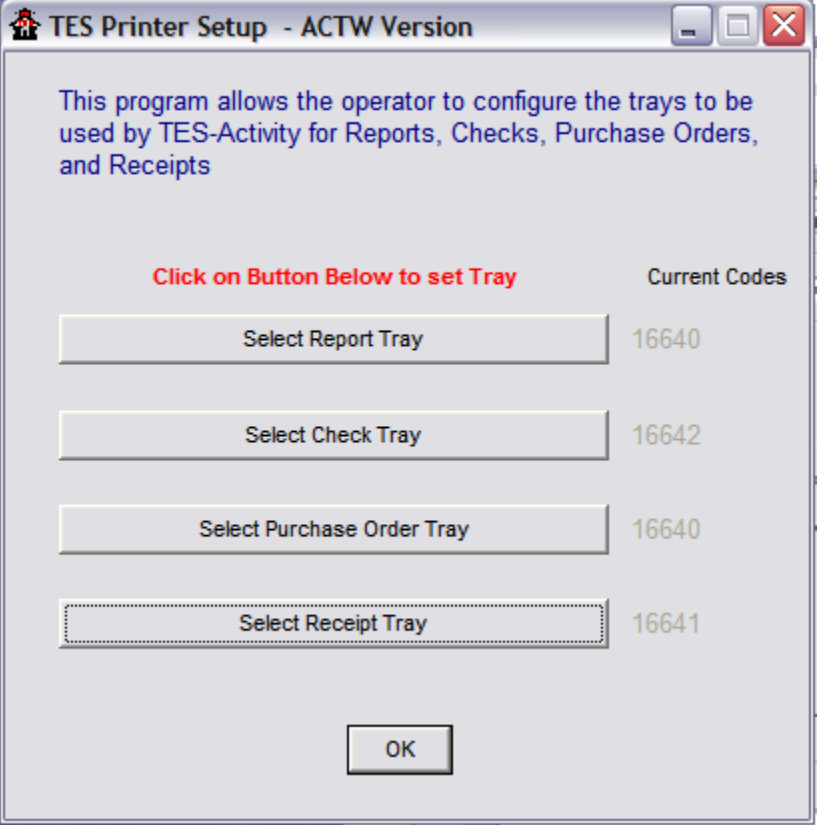 TES Printer Setup - ACTW Version
This program allows the operator to configure the trays to be
used by TES-Activity for Reports, Checks, Purchase Orders,
and Receipts
Click on Button Below to set Tray Current Codes
Select Report Tray 16640
Select Check Tray 16642
Select Purchase Order Tray 16640
Select Receipt Tray 16641
OK